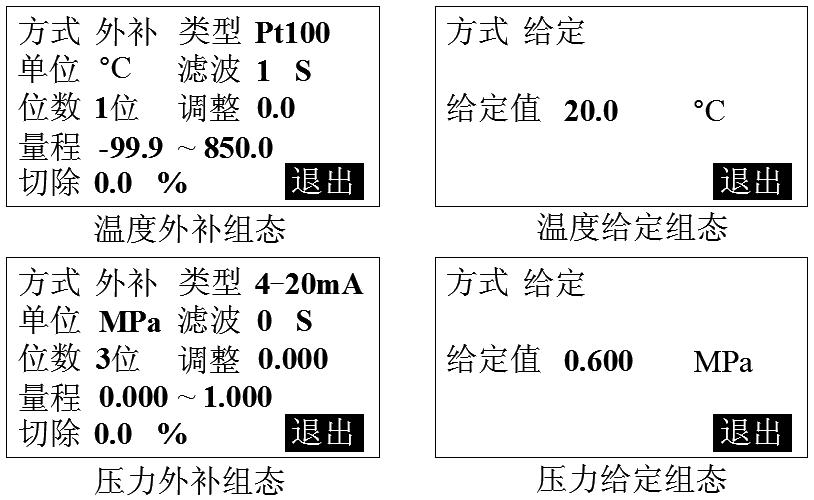 方式 外补 类型 Pt100
单位 ℃ 滤波 1 S
位数 1位 调整 0.0
量程 -99.9 ~ 850.0
切除 0.0 % 退出
温度外补组态
方式 给定
给定值 20.0 ℃
退出
温度给定组态
方式 外补 类型 4-20mA
单位 MPa 滤波 0 S
位数 3位 调整 0.000
量程 0.000 ~ 1.000
切除 0.0 % 退出
压力外补组态
方式 给定
给定值 0.600 MPa
退出
压力给定组态